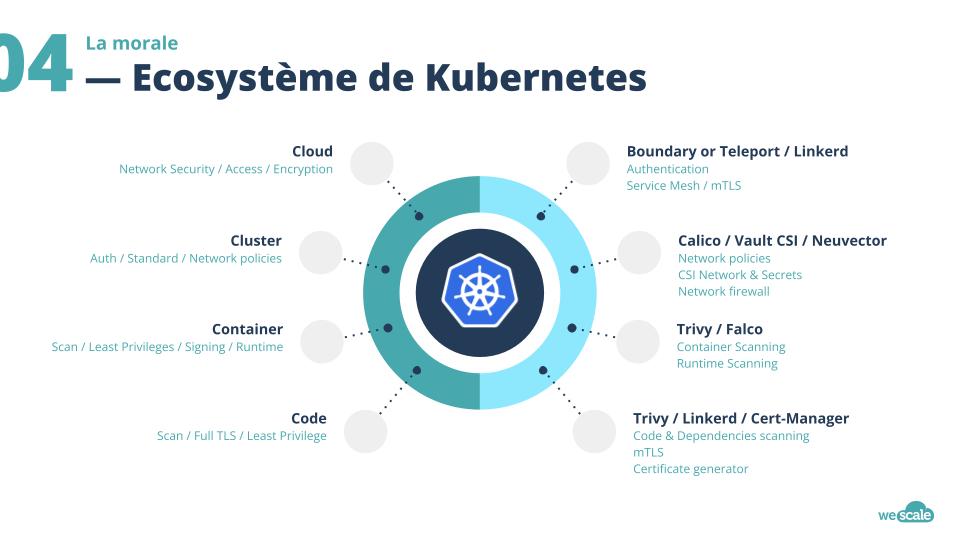 04
La morale
— Ecosystème de Kubernetes
Cloud
Network Security / Access / Encryption
Cluster
Auth / Standard / Network policies
Container
Scan / Least Privileges / Signing / Runtime
Code
Scan / Full TLS / Least Privilege
Boundary or Teleport / Linkerd
Authentication
Service Mesh / mTLS
Calico / Vault CSI / Neuvector
Network policies
CSI Network & Secrets
Network firewall
Trivy / Falco
Container Scanning
Runtime Scanning
Trivy / Linkerd / Cert-Manager
Code & Dependencies scanning
mTLS
Certificate generator
wescale